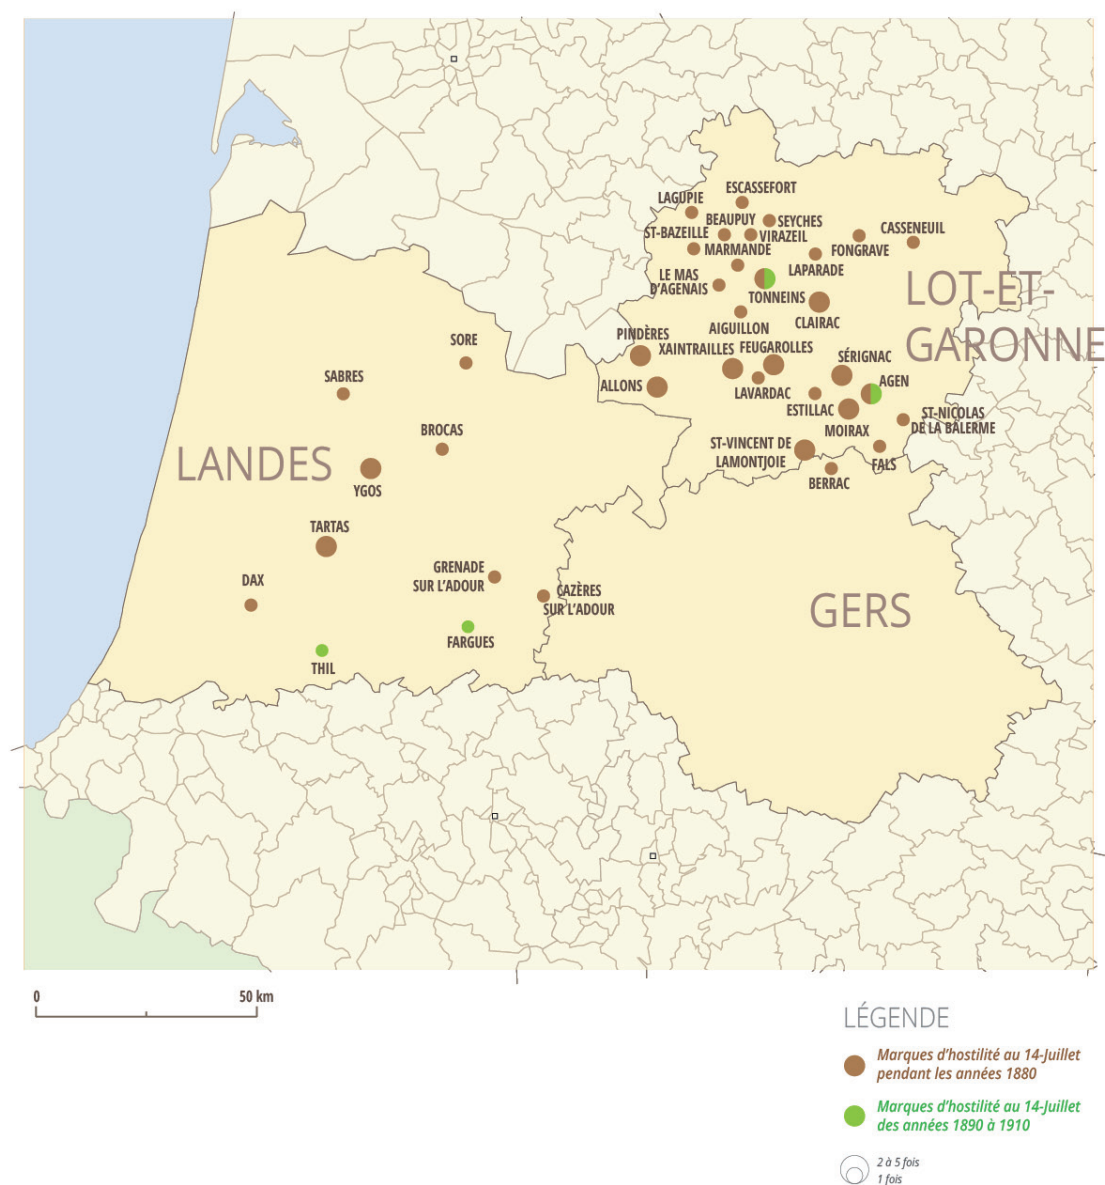 LAGUPIE
ESCASSEFORT
BEAUPUY
SEYCHES
ST-BAZEILLE
VIRAZEIL
CASSENEUIL
MARMANDE
FONGRAVE
LE MAS
D'AGENAIS
LAPARADE
LOT-ET-
GARONNE
TONNEINS
AIGUILLON
CLAIRAC
PINDÈRES
XAINTRAILLES
FEUGAROLLES
SÉRIGNAC
ALLONS
LAVARDAC
AGEN
ESTILLAC
MOIRAX
ST-NICOLAS
DE LA BALERME
ST-VINCENT DE
LAMONTJOIE
FALS
BERRAC
SORE
SABRES
BROCAS
LANDES
YGOS
TARTAS
DAX
GRENADE
SUR L'ADOUR
CAZÈRES
SUR L'ADOUR
GERS
FARGUES
THIL
0 50 km
LÉGENDE
Marques d'hostilité au 14-Juillet
pendant les années 1880
Marques d'hostilité au 14-Juillet
des années 1890 à 1910
2 à 5 fois
1 fois